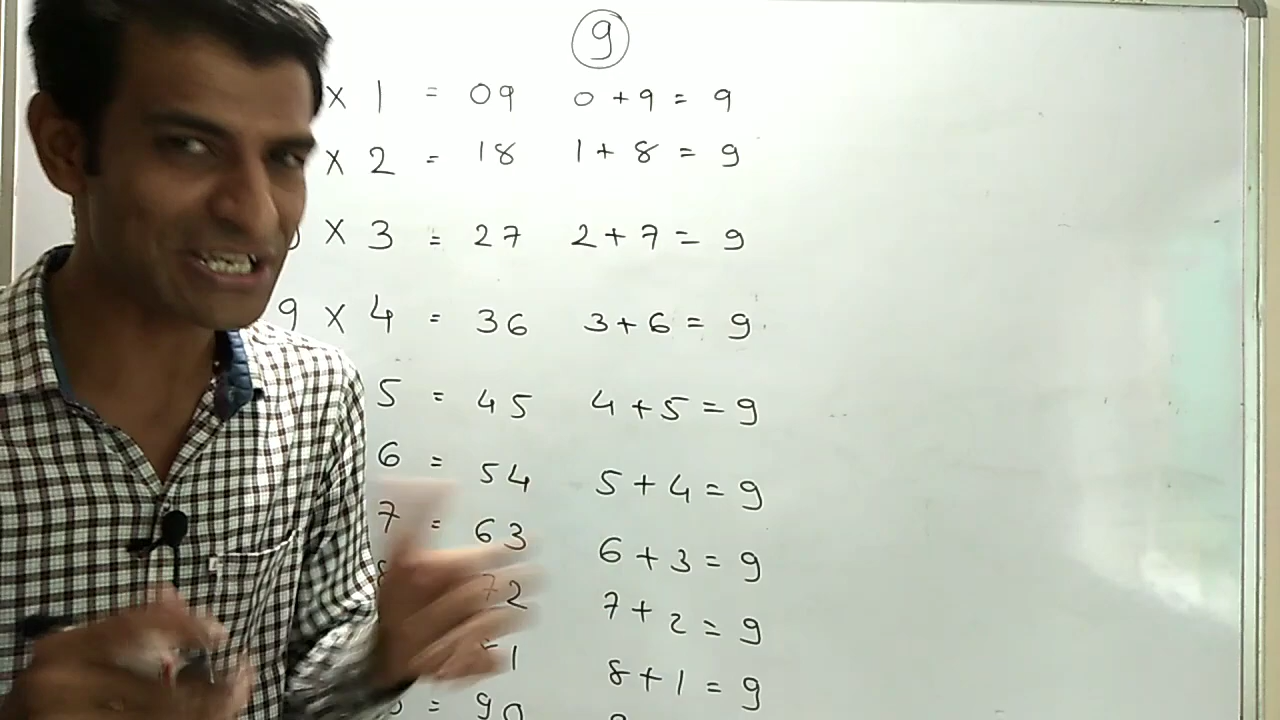 9
x 1 = 09 0 + 9 = 9
x 2 = 18 1 + 8 = 9
x 3 = 27 2 + 7 = 9
9 x 4 = 36 3 + 6 = 9
5 = 45 4 + 5 = 9
6 = 54 5 + 4 = 9
7 = 63 6 + 3 = 9
72 7 + 2 = 9
1 8 + 1 = 9
= 90